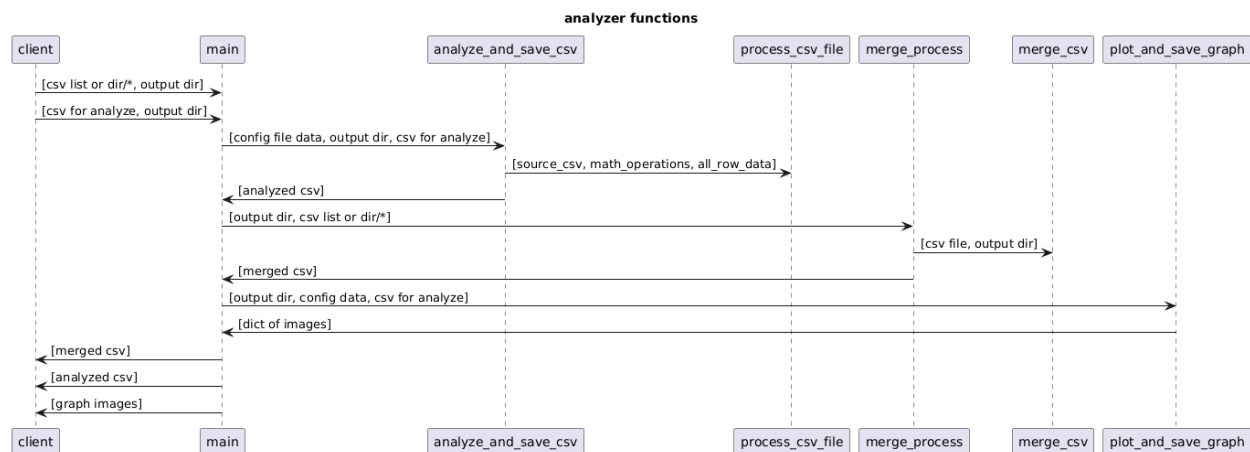 analyzer functions
client main analyze_and_save_csv process_csv_file merge_process merge_csv plot_and_save_graph
[csv list or dir/*, output dir]
[csv for analyze, output dir]
[config file data, output dir, csv for analyze]
[source_csv, math_operations, all_row_data]
[analyzed csv]
[output dir, csv list or dir/*]
[csv file, output dir]
[merged csv]
[output dir, config data, csv for analyze]
[dict of images]
[merged csv]
[analyzed csv]
[graph images]
client main analyze_and_save_csv process_csv_file merge_process merge_csv plot_and_save_graph